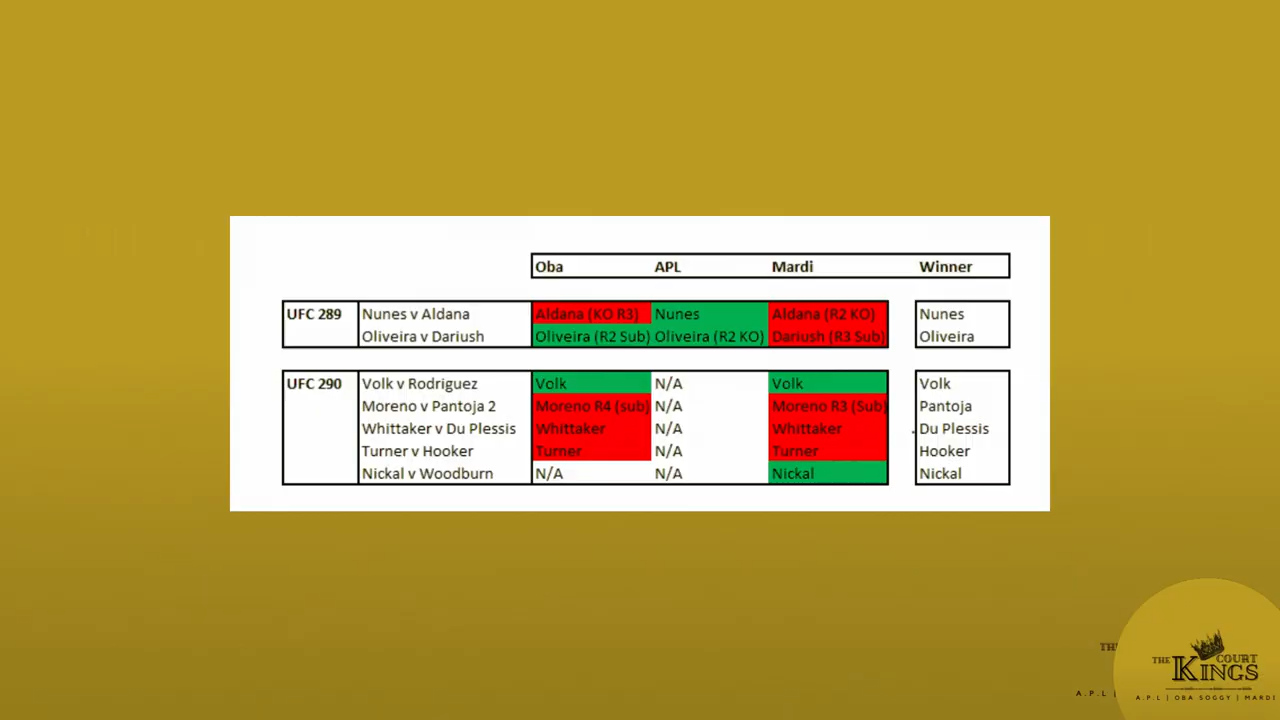 Oba APL Mardi Winner
UFC 289 Nunes v Aldana Aldana (KO R3) Nunes Aldana (R2 KO) Nunes
Oliveira v Dariush Oliveira (R2 Sub) Oliveira (R2 KO) Dariush (R3 Sub) Oliveira
UFC 290 Volk v Rodriguez Volk N/A Volk Volk
Moreno v Pantoja 2 Moreno R4 (sub) N/A Moreno R3 (Sub) Pantoja
Whittaker v Du Plessis Whittaker N/A Whittaker Du Plessis
Turner v Hooker Turner N/A Turner Hooker
Nickal v Woodburn N/A N/A Nickal Nickal
THE COURT
KINGS
A.P.L | OBA SOGGY | MARDI